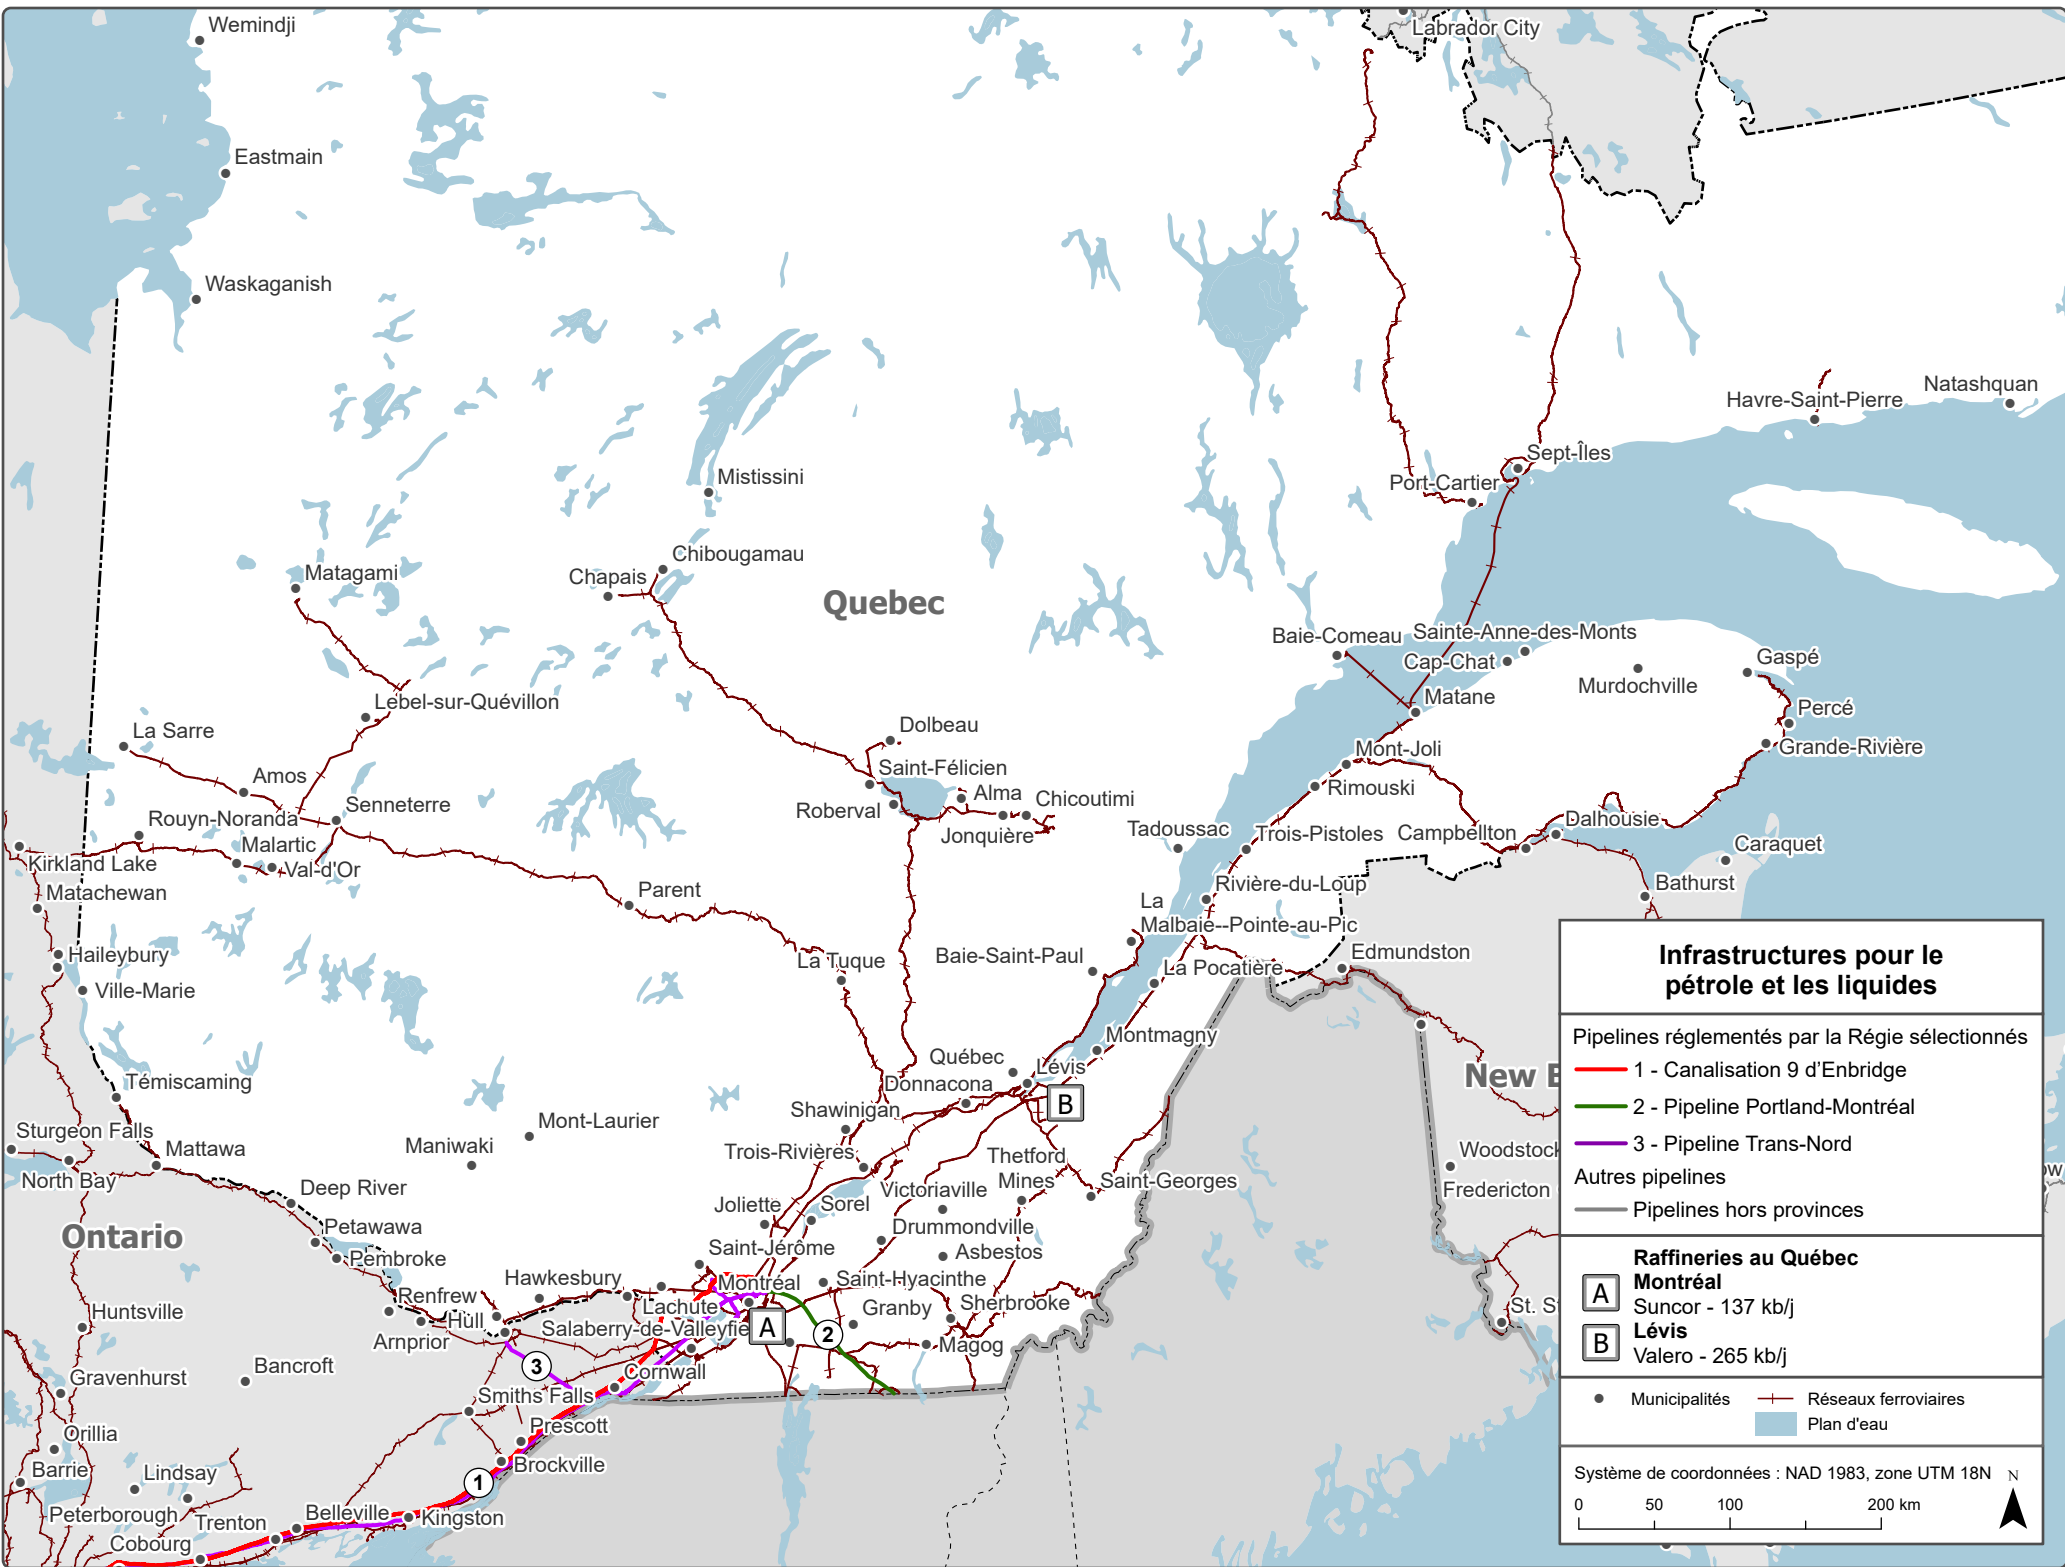 Wemindji
Labrador City
Eastmain
Waskaganish
Natashquan
Havre-Saint-Pierre
Sept-Îles
Port-Cartier
Mistissini
Chibougamau
Chapais
Matagami
Quebec
Baie-Comeau
Sainte-Anne-des-Monts
Cap-Chat
Gaspé
Murdochville
Matane
Percé
Lebel-sur-Quévillon
La Sarre
Dolbeau
Mont-Joli
Grande-Rivière
Amos
Saint-Félicien
Rimouski
Senneterre
Roberval
Alma
Chicoutimi
Jonquière
Rouyn-Noranda
Malartic
Val-d'Or
Tadoussac
Trois-Pistoles
Campbellton
Dalhousie
Caraquet
Kirkland Lake
Matachewan
Parent
Rivière-du-Loup
Bathurst
La
Malbaie--Pointe-au-Pic
Haileybury
Ville-Marie
La Tuque
Baie-Saint-Paul
La Pocatière
Edmundston
Montmagny
Québec
Lévis
Donnacona
B
New B
Témiscaming
Mont-Laurier
Shawinigan
Sturgeon Falls
Mattawa
Maniwaki
Trois-Rivières
Thetford
Mines
Woodstock
North Bay
Deep River
Victoriaville
Saint-Georges
Fredericton
Joliette
Sorel
Ontario
Petawawa
Drummondville
Pembroke
Saint-Jérôme
Asbestos
Hawkesbury
Montréal
Saint-Hyacinthe
Renfrew
Lachute
Granby
Sherbrooke
Huntsville
Hull
Arnprior
Salaberry-de-Valleyfie
A
2
Magog
St. St
3
Bancroft
Cornwall
Gravenhurst
Smiths Falls
Prescott
Orillia
Brockville
Barrie
Lindsay
1
Peterborough
Trenton
Belleville
Kingston
Cobourg
Infrastructures pour le
pétrole et les liquides
Pipelines réglementés par la Régie sélectionnés
1 - Canalisation 9 d’Enbridge
2 - Pipeline Portland-Montréal
3 - Pipeline Trans-Nord
Autres pipelines
Pipelines hors provinces
Raffineries au Québec
A
Montréal
Suncor - 137 kb/j
B
Lévis
Valero - 265 kb/j
Municipalités
Réseaux ferroviaires
Plan d'eau
Système de coordonnées : NAD 1983, zone UTM 18N
N
0 50 100 200 km